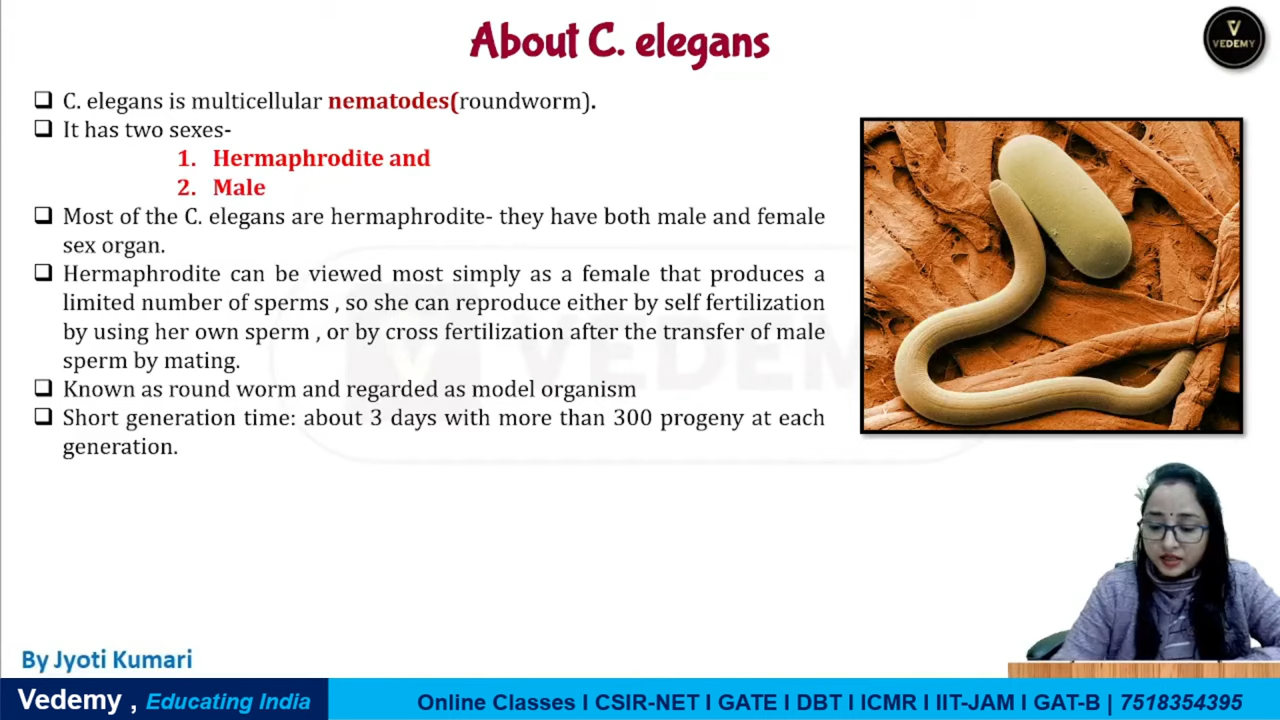 About C. elegans
VEDEMY
❑ C. elegans is multicellular nematodes(roundworm).
❑ It has two sexes-
1. Hermaphrodite and
2. Male
❑ Most of the C. elegans are hermaphrodite- they have both male and female
sex organ.
❑ Hermaphrodite can be viewed most simply as a female that produces a
limited number of sperms , so she can reproduce either by self fertilization
by using her own sperm , or by cross fertilization after the transfer of male
sperm by mating.
❑ Known as round worm and regarded as model organism
❑ Short generation time: about 3 days with more than 300 progeny at each
generation.
VEDEMY
By Jyoti Kumari
Vedemy , Educating India
Online Classes I CSIR-NET I GATE I DBT I ICMR I IIT-JAM I GAT-B | 7518354395